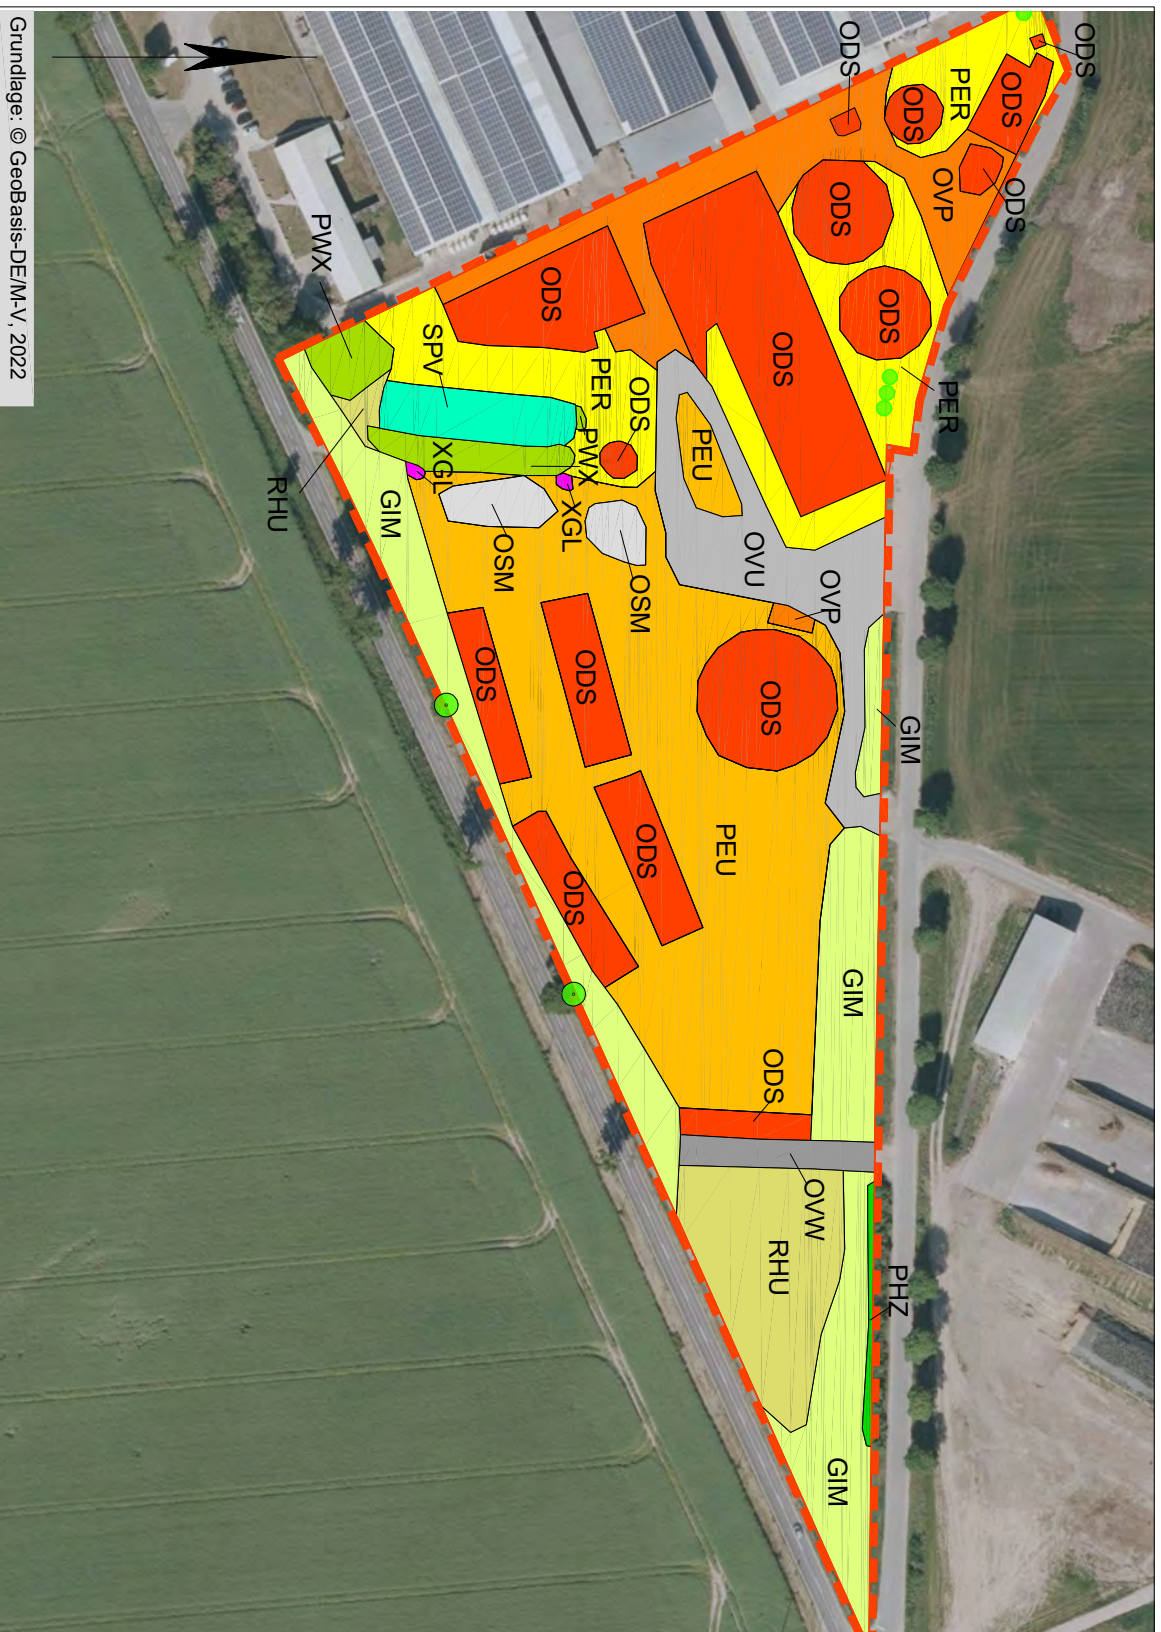 ODS
ODS
PER
ODS
ODS
ODS
OVP
ODS
ODS
PER
ODS
ODS
PWX
SPV
PER
ODS
PEU
PWX
XGL
XGL
RHU
GIM
OSM
OSM
OVU
OVP
ODS
ODS
ODS
GIM
PEU
ODS
ODS
GIM
ODS
OVW
RHU
PHZ
GIM
Grundlage: © GeoBasis-DE/M-V, 2022